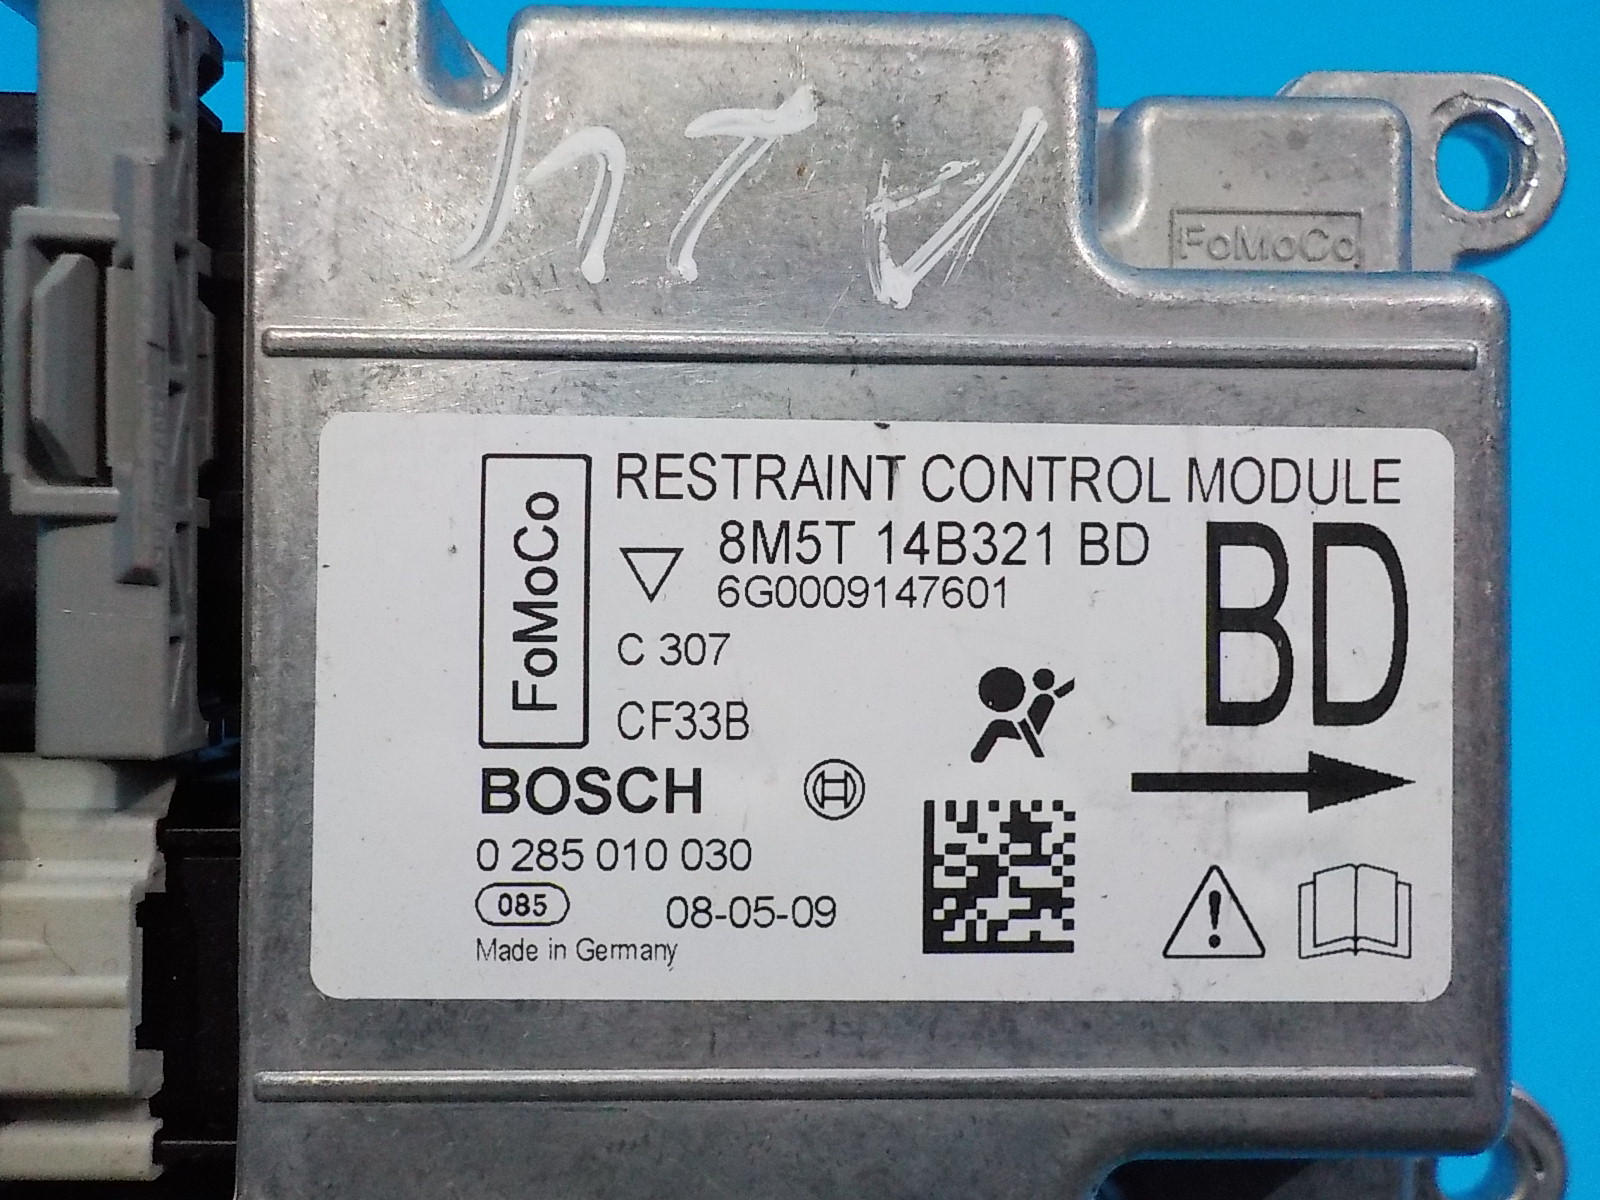 FoMoCo
FoMoCo
RESTRAINT CONTROL MODULE
8M5T 14B321 BD
6G0009147601
BD
C 307
CF33B
BOSCH
0 285 010 030
085
08-05-09
Made in Germany